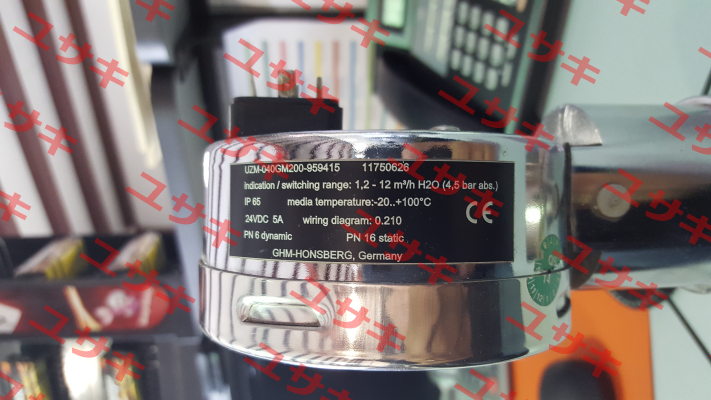 UZM-040GM200-959415 11750626
indication / switching range: 1,2 - 12 m³/h H2O (4,5 bar abs.)
IP 65 media temperature:-20..+100°C
24VDC 5A wiring diagram: 0.210
PN 6 dynamic PN 16 static
GHM-HONSBERG, Germany
CE
ユサキ